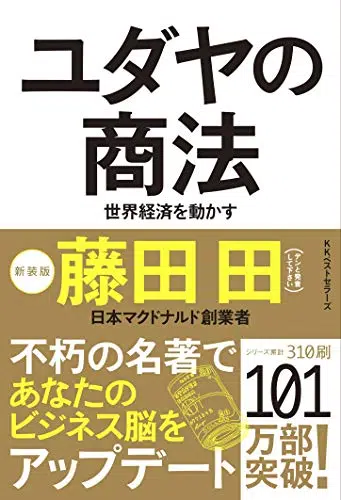 ユダヤの
商法
世界経済を動かす
新装版
藤田 田
(デンと発音
して下さい)
KKベストセラーズ
日本マクドナルド創業者
不朽の名著で
あなたの
ビジネス脳を
アップデート
シリーズ累計 310刷
101
万部
突破!